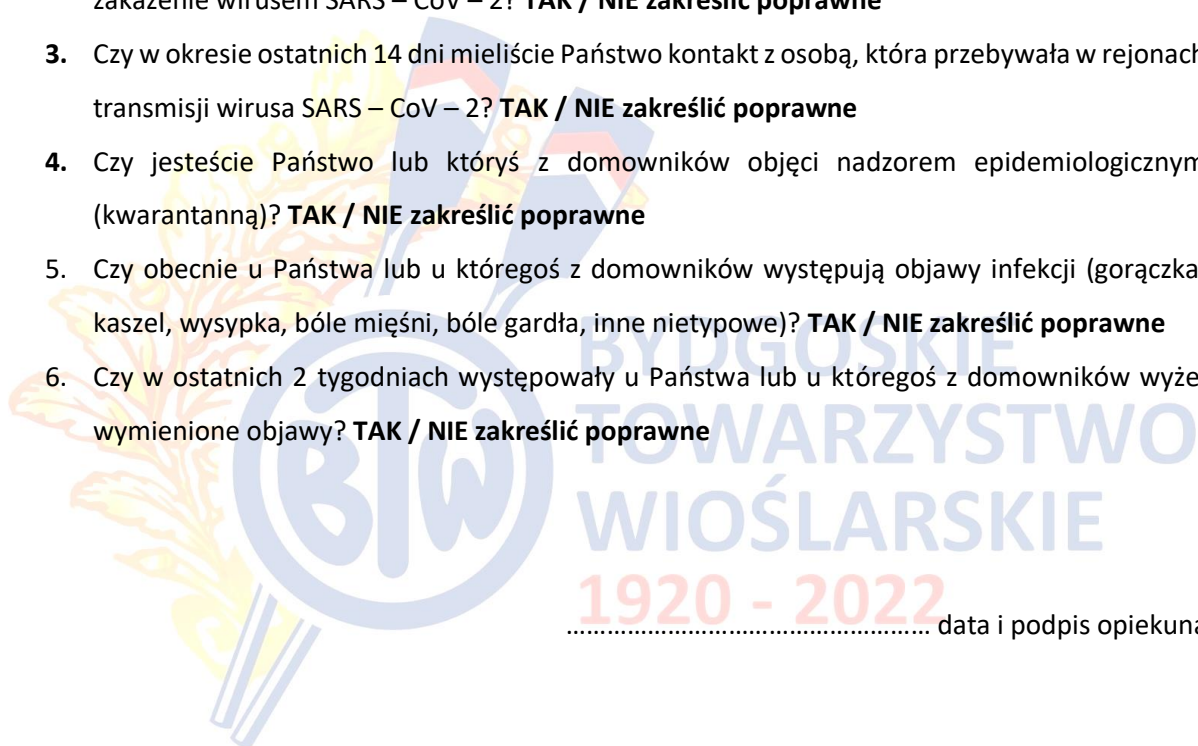 zakażenie wirusem SARS – CoV – 2? TAK / NIE zakreślić poprawne
3. Czy w okresie ostatnich 14 dni mieliście Państwo kontakt z osobą, która przebywała w rejonach
transmisji wirusa SARS – CoV – 2? TAK / NIE zakreślić poprawne
4. Czy jesteście Państwo lub któryś z domowników objęci nadzorem epidemiologicznym
(kwarantanną)? TAK / NIE zakreślić poprawne
5. Czy obecnie u Państwa lub u któregoś z domowników występują objawy infekcji (gorączka
kaszel, wysypka, bóle mięśni, bóle gardła, inne nietypowe)? TAK / NIE zakreślić poprawne
6. Czy w ostatnich 2 tygodniach występowały u Państwa lub u któregoś z domowników wyże
wymienione objawy? TAK / NIE zakreślić poprawne
BYDGOSKIE
TOWARZYSTWO
BTW
WIOŚLARSKIE
1920 - 2022
........................................... data i podpis opiekuna